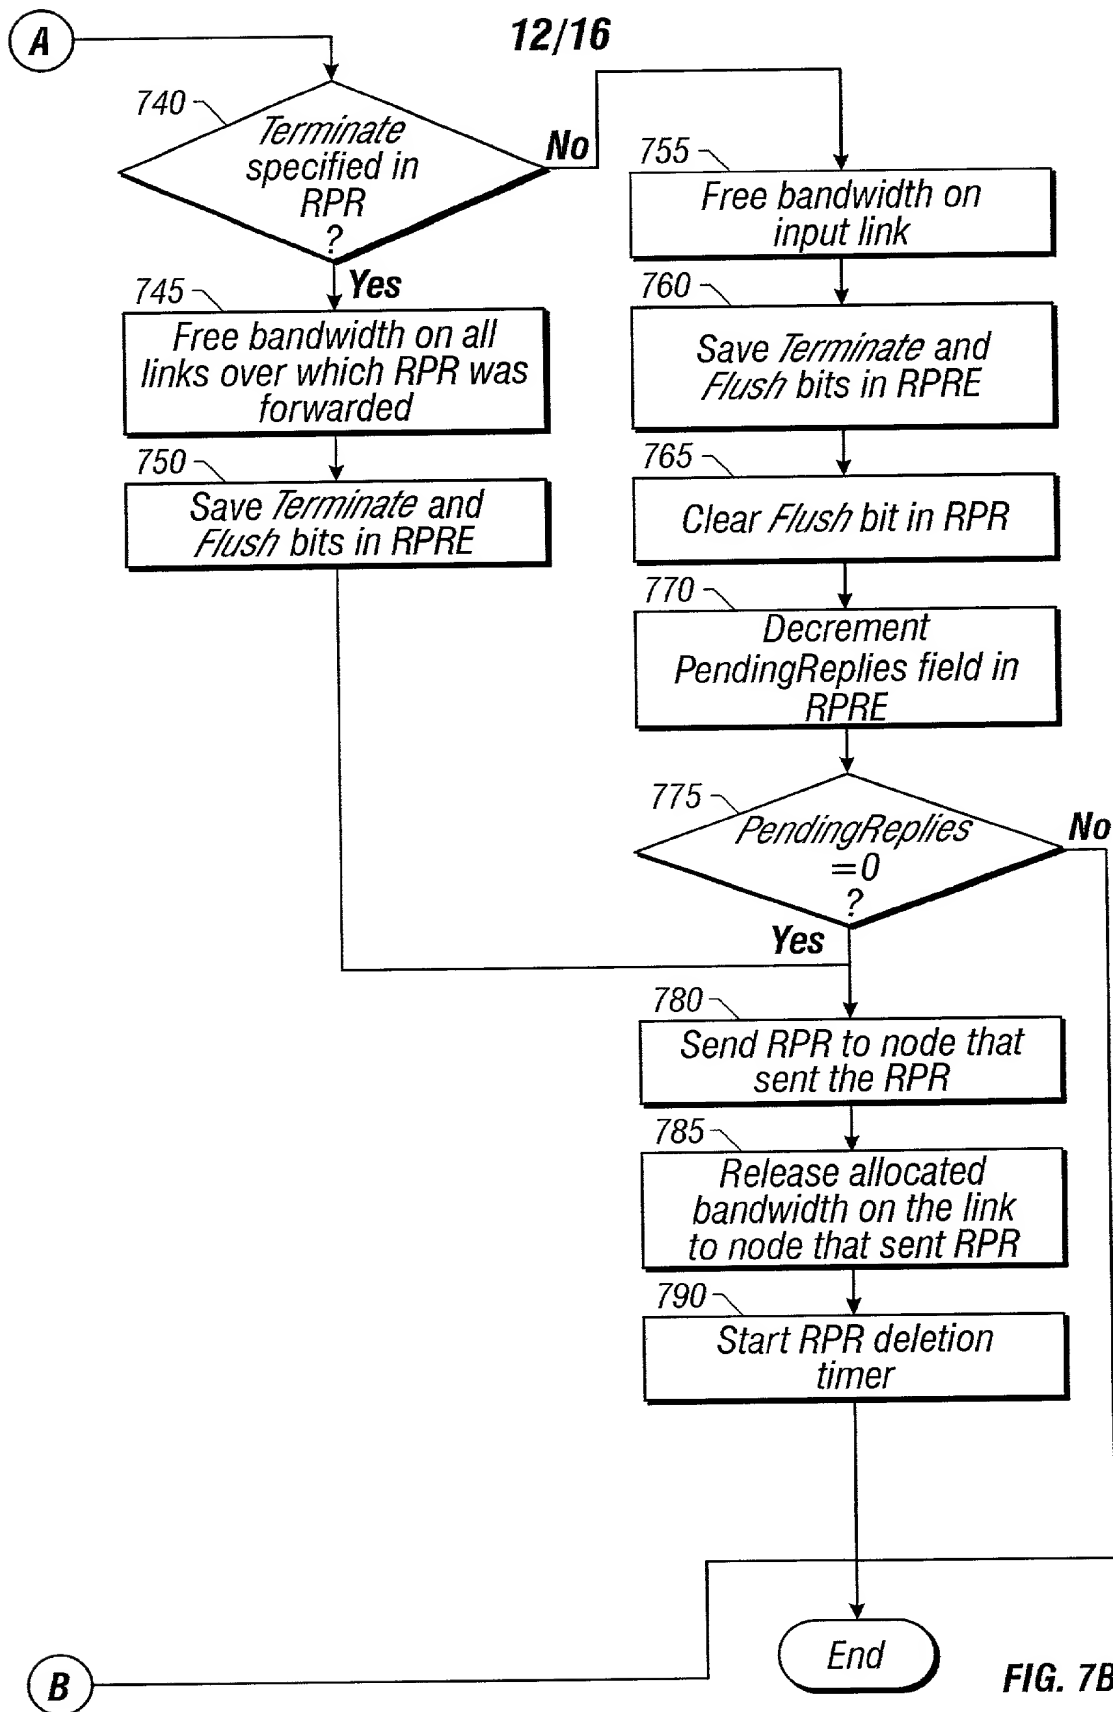 A
12/16
740
Terminate
specified in
RPR
?
No
Yes
745
Free bandwidth on all
links over which RPR was
forwarded
750
Save Terminate and
Flush bits in RPRE
755
Free bandwidth on
input link
760
Save Terminate and
Flush bits in RPRE
765
Clear Flush bit in RPR
770
Decrement
PendingReplies field in
RPRE
775
PendingReplies
=0
?
No
Yes
780
Send RPR to node that
sent the RPR
785
Release allocated
bandwidth on the link
to node that sent RPR
790
Start RPR deletion
timer
End
B
FIG. 7B